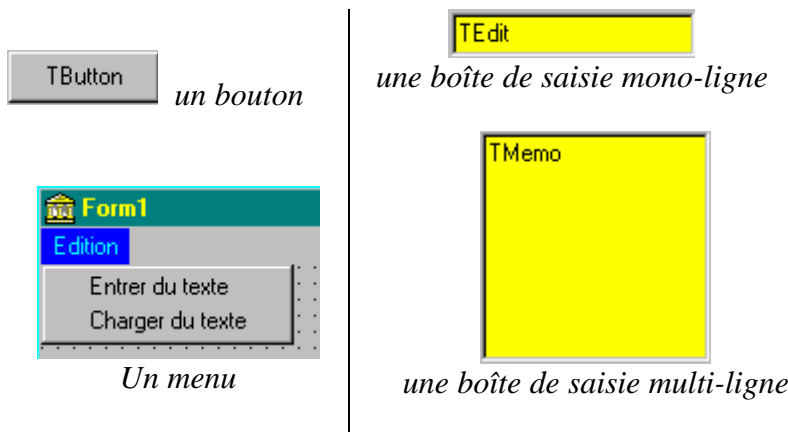 TButton
un bouton
Form1
Edition
Entrer du texte
Charger du texte
Un menu
TEdit
une boîte de saisie mono-ligne
TMemo
une boîte de saisie multi-ligne